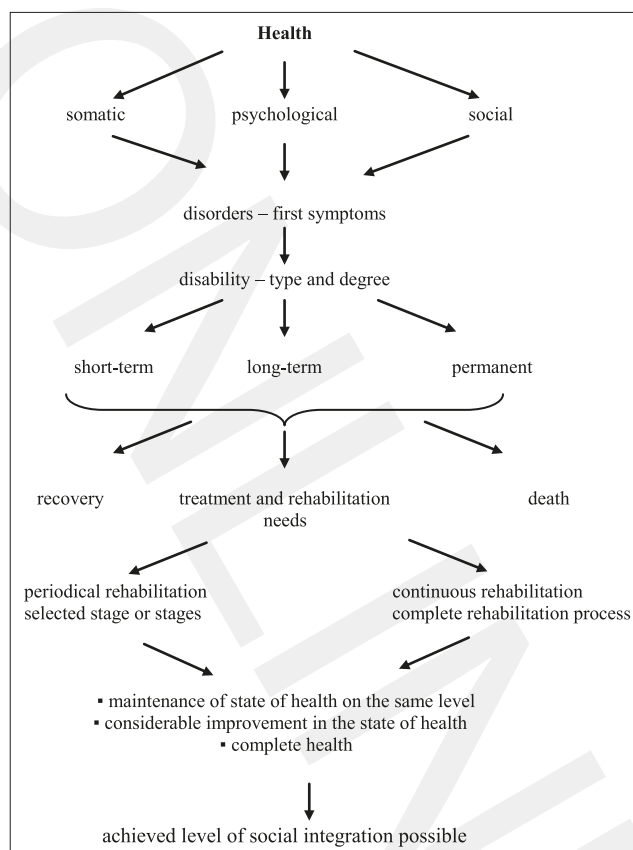 Health
somatic psychological social
disorders – first symptoms
disability – type and degree
short-term long-term permanent
recovery treatment and rehabilitation death
needs
periodical rehabilitation continuous rehabilitation
selected stage or stages complete rehabilitation process
▪ maintenance of state of health on the same level
▪ considerable improvement in the state of health
▪ complete health
achieved level of social integration possible